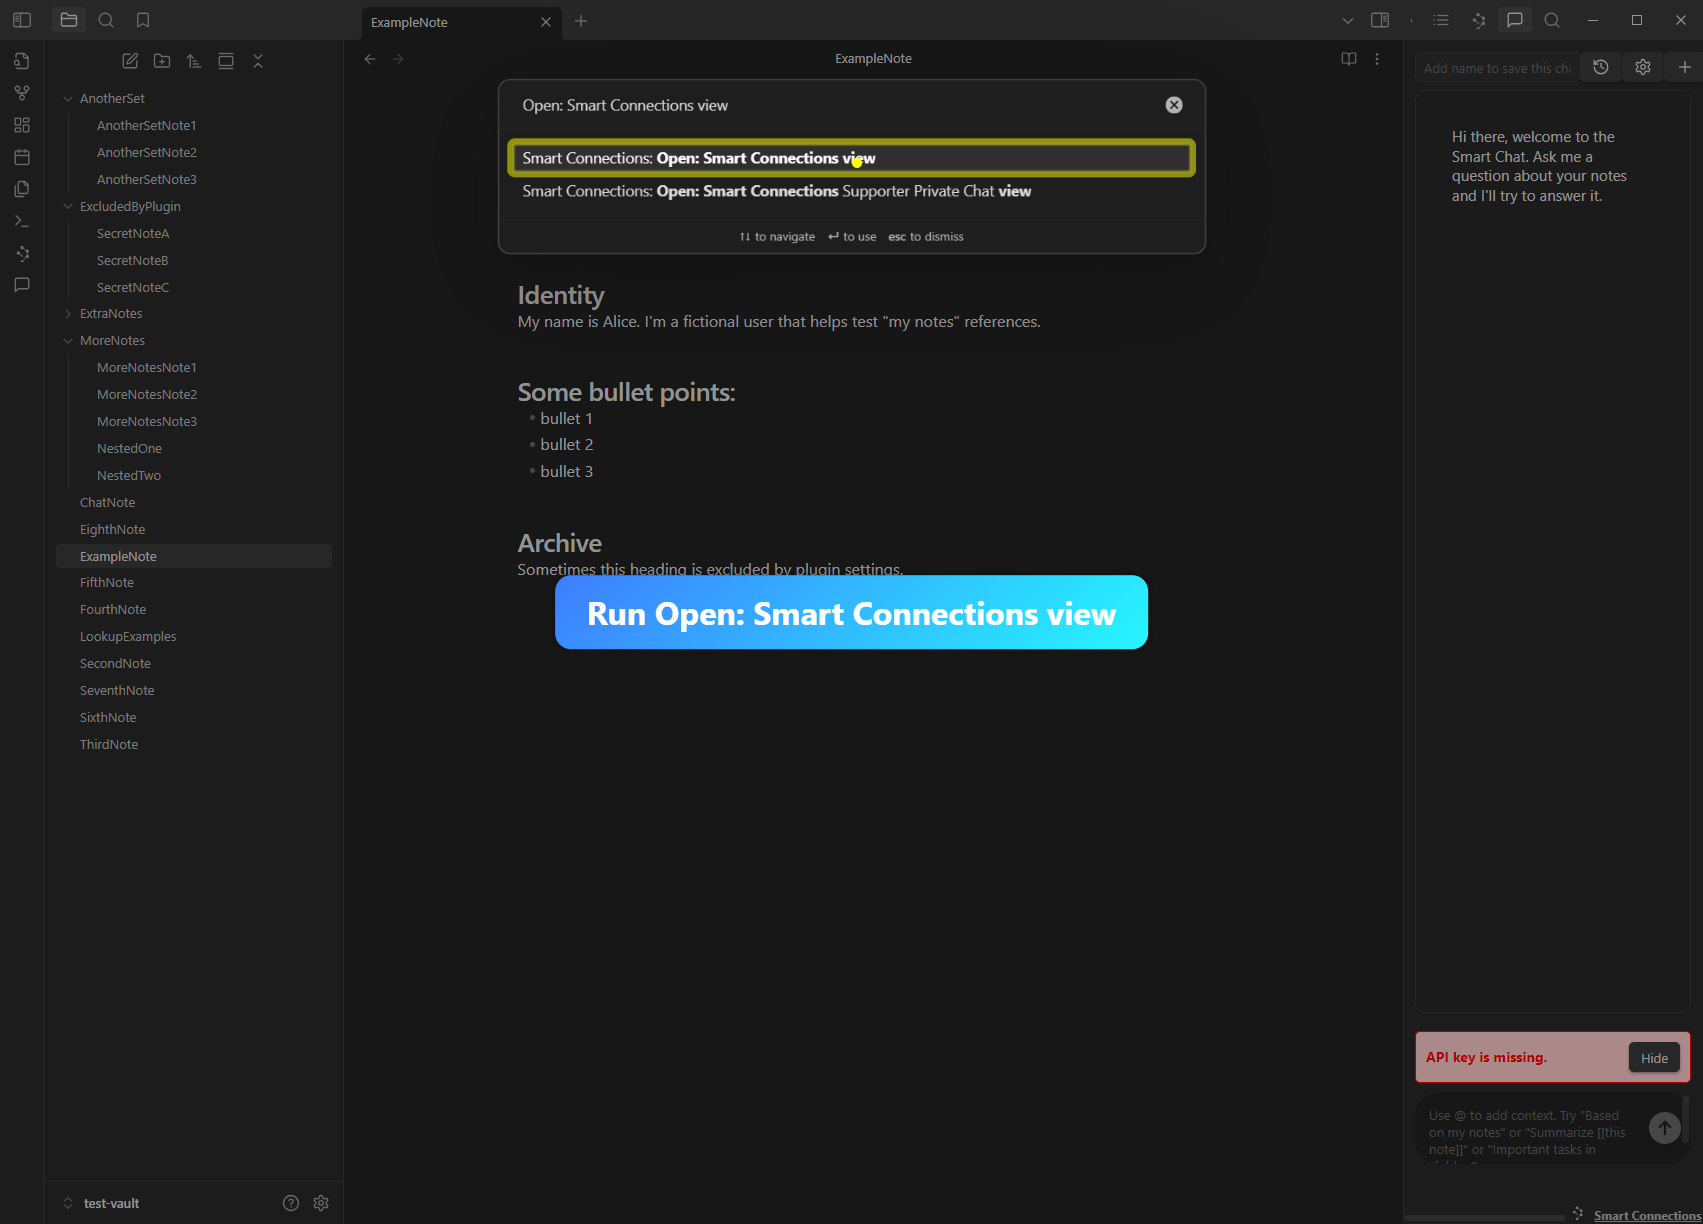 ExampleNote
AnotherSet
AnotherSetNote1
AnotherSetNote2
AnotherSetNote3
ExcludedByPlugin
SecretNoteA
SecretNoteB
SecretNoteC
ExtraNotes
MoreNotes
MoreNotesNote1
MoreNotesNote2
MoreNotesNote3
NestedOne
NestedTwo
ChatNote
EighthNote
ExampleNote
FifthNote
FourthNote
LookupExamples
SecondNote
SeventhNote
SixthNote
ThirdNote
test-vault
ExampleNote
Open: Smart Connections view
Smart Connections: Open: Smart Connections view
Smart Connections: Open: Smart Connections Supporter Private Chat view
↑↓ to navigate ↵ to use esc to dismiss
Identity
My name is Alice. I'm a fictional user that helps test "my notes" references.
Some bullet points:
• bullet 1
• bullet 2
• bullet 3
Archive
Sometimes this heading is excluded by plugin settings.
Run Open: Smart Connections view
Add name to save this cha
Hi there, welcome to the
Smart Chat. Ask me a
question about your notes
and I'll try to answer it.
API key is missing.
Hide
Use @ to add context. Try "Based
on my notes" or "Summarize [[this
note]]" or "Important tasks in
Smart Connections